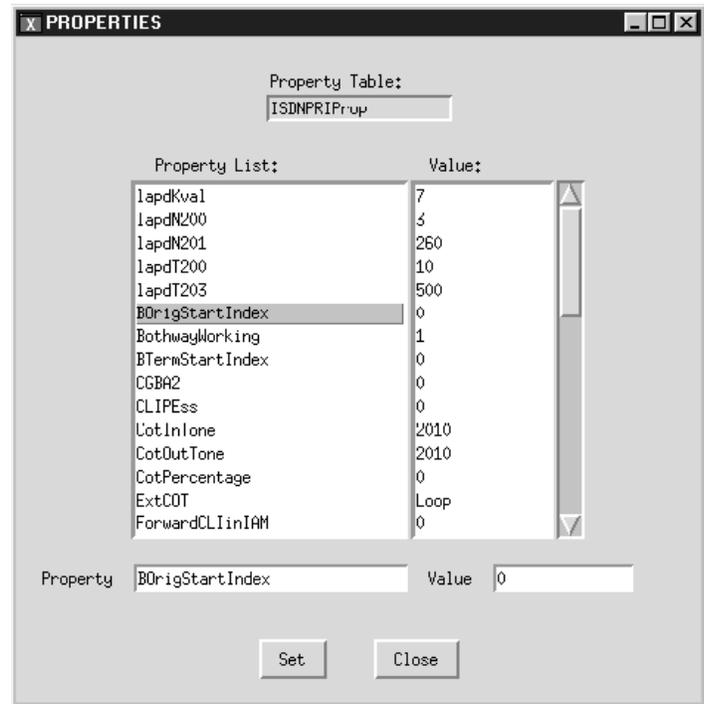 X PROPERTIES
Property Table:
ISDNPRIProp
Property List: Value:
lapdKval 7
lapdN200 3
lapdN201 260
lapdT200 10
lapdT203 500
BOrigStartIndex 0
BothwayWorking 1
BTermStartIndex 0
CGBA2 0
CLIPEss 0
CotInTone 2010
CotOutTone 2010
CotPercentage 0
ExtCOT Loop
ForwardCLIinIAM 0
Property BOrigStartIndex Value 0
Set Close